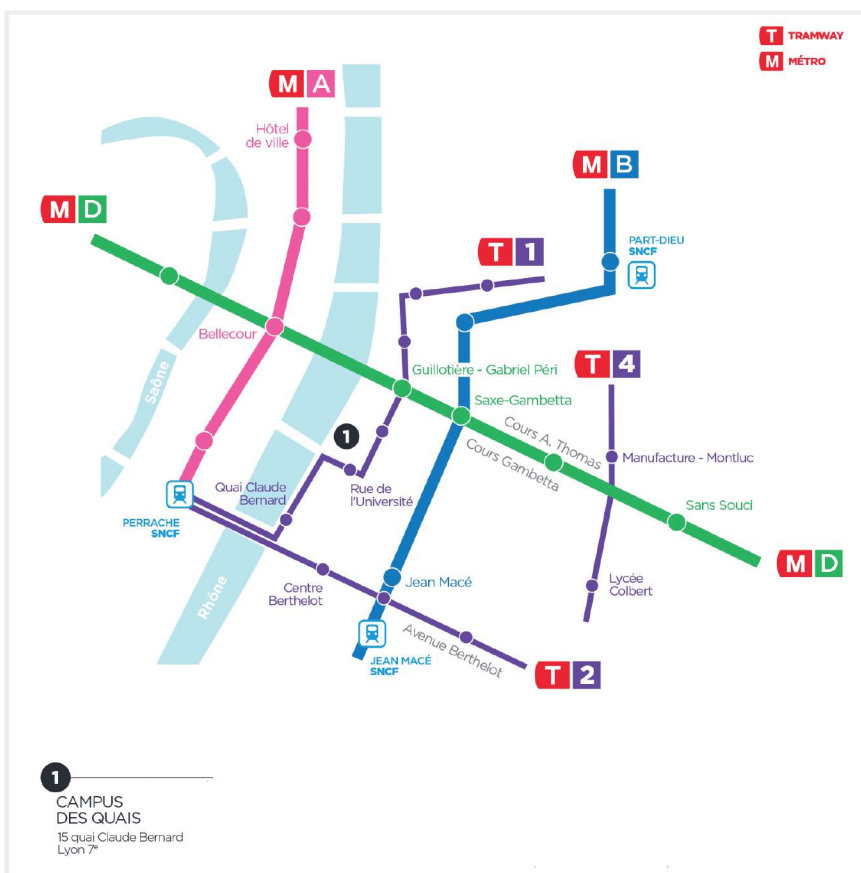 T TRAMWAY
M MÉTRO
M A
Hôtel
de ville
M B
M D
PART-DIEU
SNCF
T 1
Bellecour
Guillotière - Gabriel Péri
T 4
Saône
Saxe-Gambetta
Cours A. Thomas
Cours Gambetta
1
Manufacture - Montluc
Quai Claude
Bernard
Rue de
l'Université
Sans Souci
PERRACHE
SNCF
M D
Rhône
Centre
Berthelot
Jean Macé
Lycée
Colbert
Avenue Berthelot
JEAN MACÉ
SNCF
T 2
1
CAMPUS
DES QUAIS
15 quai Claude Bernard
Lyon 7e